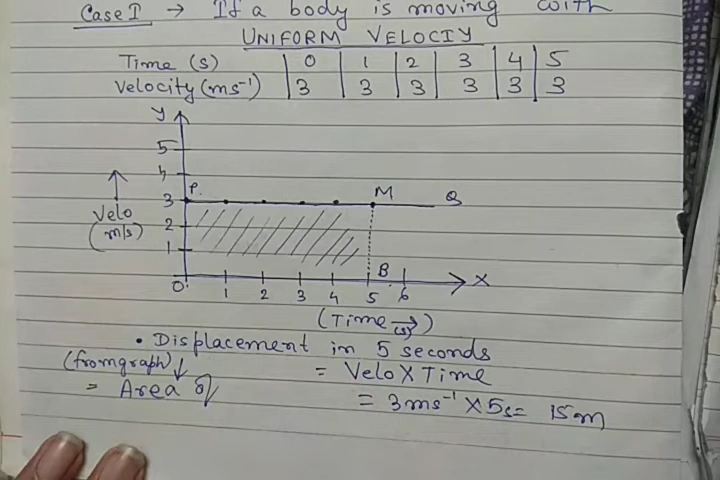 Case I → If a body is moving with
UNIFORM VELOCIY
Time (s) 0 1 2 3 4 5
Velocity (ms⁻¹) 3 3 3 3 3 3
Y
5
4
P.
M
Q
3
Velo
(m/s)
2
1
B
X
0 1 2 3 4 5 6
(Time (s)→)
• Displacement in 5 seconds
(from graph) ↓ = Velo X Time
= Area of = 3ms⁻¹ X 5s = 15m